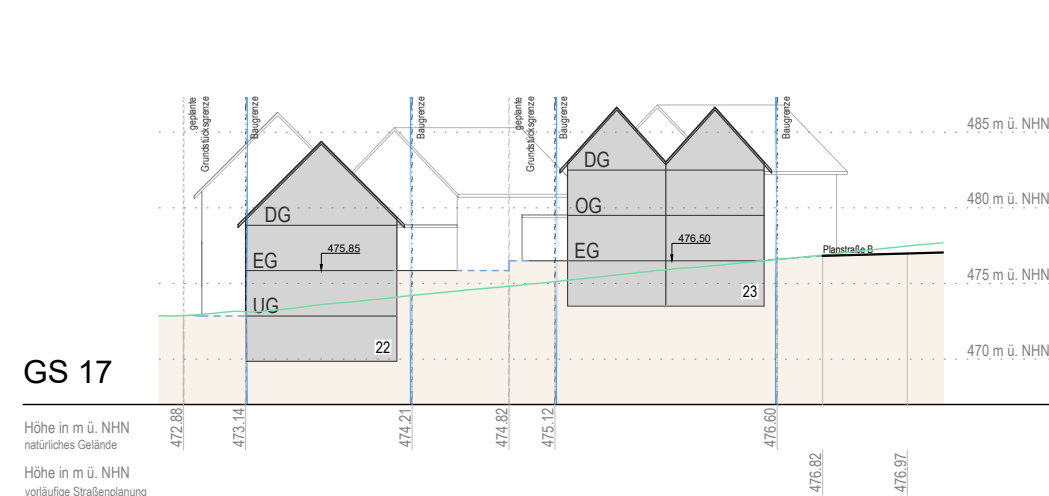 geplante
Grundstücksgrenze
Baugrenze
Baugrenze
geplante
Grundstücksgrenze
Baugrenze
Baugrenze
485 m ü. NHN
480 m ü. NHN
475 m ü. NHN
470 m ü. NHN
DG
EG
UG
475,85
22
DG
OG
EG
476,50
23
Planstraße B
GS 17
Höhe in m ü. NHN
natürliches Gelände
472.88
473.14
474.21
474.82
475.12
476.60
Höhe in m ü. NHN
vorläufige Straßenplanung
476.82
476.97